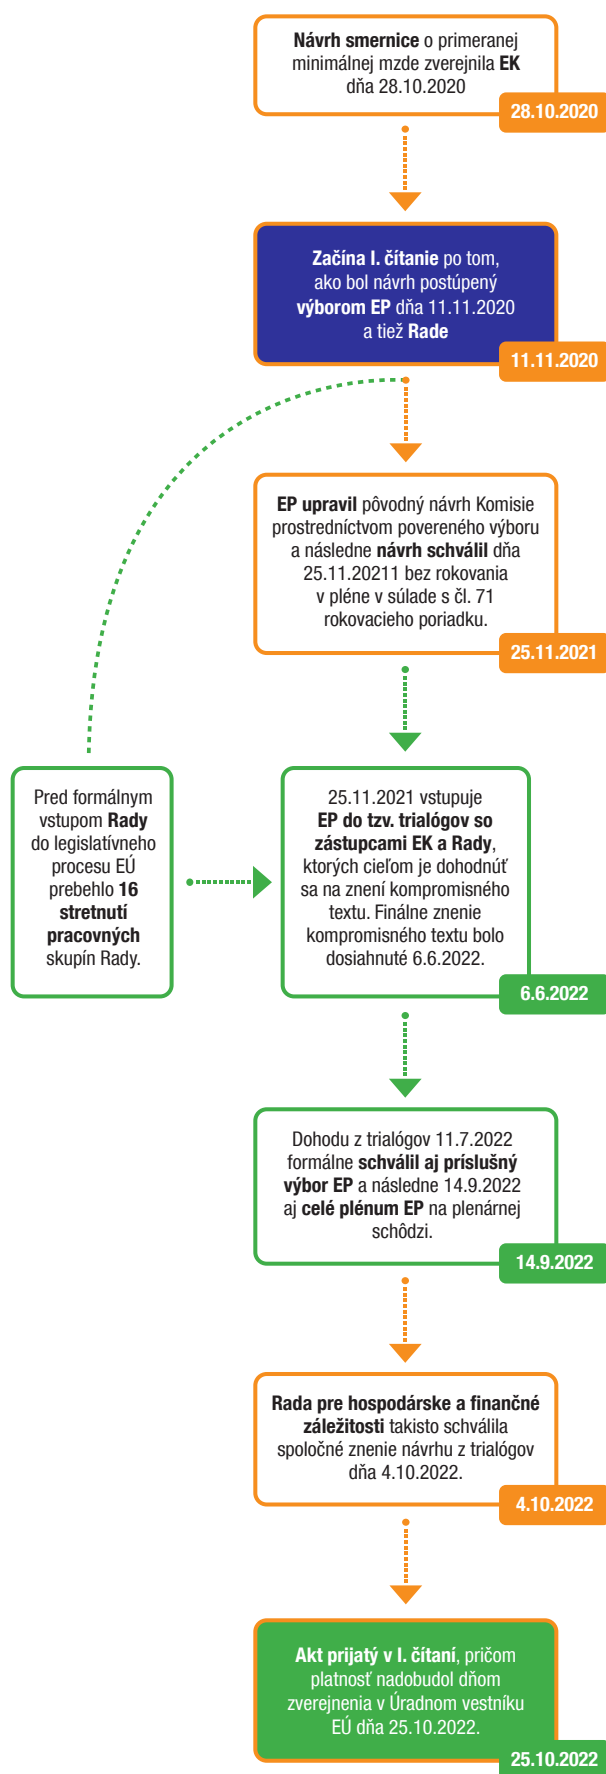 Návrh smernice o primeranej
minimálnej mzde zverejnila EK
dňa 28.10.2020
28.10.2020
Začína I. čítanie po tom,
ako bol návrh postúpený
výborom EP dňa 11.11.2020
a tiež Rade
11.11.2020
EP upravil pôvodný návrh Komisie
prostredníctvom povereného výboru
a následne návrh schválil dňa
25.11.20211 bez rokovania
v pléne v súlade s čl. 71
rokovacieho poriadku.
25.11.2021
Pred formálnym
vstupom Rady
do legislatívneho
procesu EÚ
prebehlo 16
stretnutí
pracovných
skupín Rady.
25.11.2021 vstupuje
EP do tzv. trialógov so
zástupcami EK a Rady,
ktorých cieľom je dohodnúť
sa na znení kompromisného
textu. Finálne znenie
kompromisného textu bolo
dosiahnuté 6.6.2022.
6.6.2022
Dohodu z trialógov 11.7.2022
formálne schválil aj príslušný
výbor EP a následne 14.9.2022
aj celé plénum EP na plenárnej
schôdzi.
14.9.2022
Rada pre hospodárske a finančné
záležitosti takisto schválila
spoločné znenie návrhu z trialógov
dňa 4.10.2022.
4.10.2022
Akt prijatý v I. čítaní, pričom
platnosť nadobudol dňom
zverejnenia v Úradnom vestníku
EÚ dňa 25.10.2022.
25.10.2022